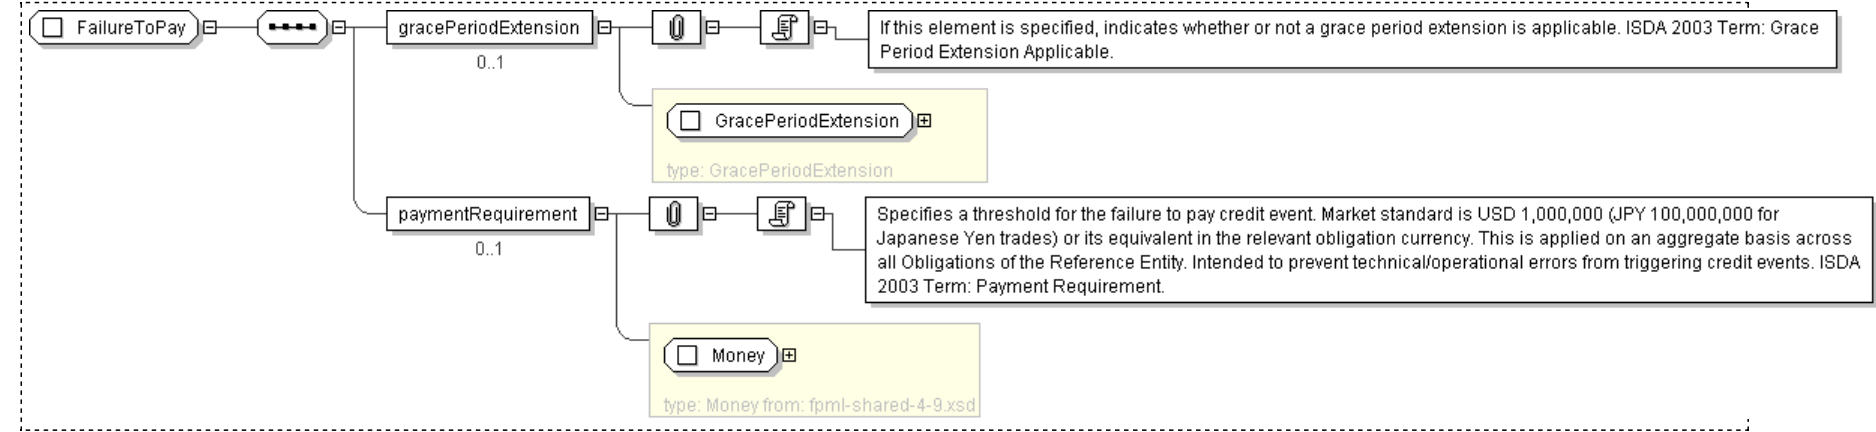 FailureToPay
gracePeriodExtension
0..1
If this element is specified, indicates whether or not a grace period extension is applicable. ISDA 2003 Term: Grace
Period Extension Applicable.
GracePeriodExtension
type: GracePeriodExtension
paymentRequirement
0..1
Specifies a threshold for the failure to pay credit event. Market standard is USD 1,000,000 (JPY 100,000,000 for
Japanese Yen trades) or its equivalent in the relevant obligation currency. This is applied on an aggregate basis across
all Obligations of the Reference Entity. Intended to prevent technical/operational errors from triggering credit events. ISDA
2003 Term: Payment Requirement.
Money
type: Money from: fpml-shared-4-9.xsd